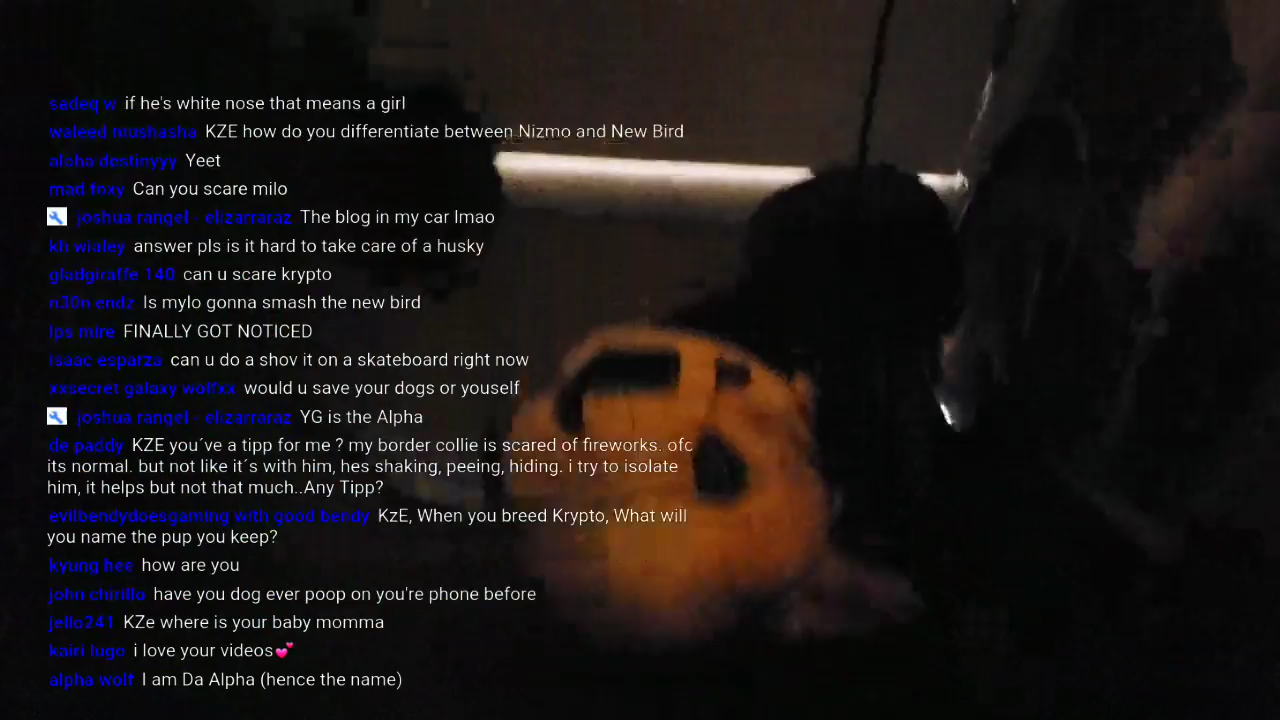 sadeq w if he's white nose that means a girl
waleed mushasha KZE how do you differentiate between Nizmo and New Bird
alpha destinyyy Yeet
mad foxy Can you scare milo
joshua rangel - elizarraraz The blog in my car lmao
kh wialey answer pls is it hard to take care of a husky
gladgiraffe 140 can u scare krypto
n30n endz Is mylo gonna smash the new bird
lps mire FINALLY GOT NOTICED
isaac esparza can u do a shov it on a skateboard right now
xxsecret galaxy wolfxx would u save your dogs or youself
joshua rangel - elizarraraz YG is the Alpha
de paddy KZE you´ve a tipp for me ? my border collie is scared of fireworks. ofc
its normal. but not like it´s with him, hes shaking, peeing, hiding. i try to isolate
him, it helps but not that much..Any Tipp?
evilbendydoesgaming with good bendy KzE, When you breed Krypto, What will
you name the pup you keep?
kyung hee how are you
john chirillo have you dog ever poop on you're phone before
jello241 KZe where is your baby momma
kairi lugo i love your videos💕
alpha wolf I am Da Alpha (hence the name)